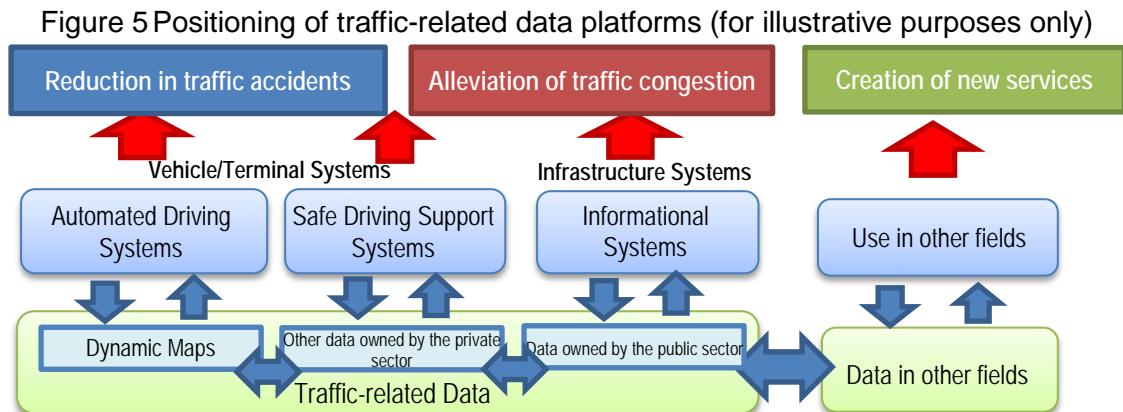 Figure 5 Positioning of traffic-related data platforms (for illustrative purposes only)
Reduction in traffic accidents
Alleviation of traffic congestion
Creation of new services
Vehicle/Terminal Systems
Infrastructure Systems
Automated Driving
Systems
Safe Driving Support
Systems
Informational
Systems
Use in other fields
Dynamic Maps
Other data owned by the private
sector
Data owned by the public sector
Traffic-related Data
Data in other fields